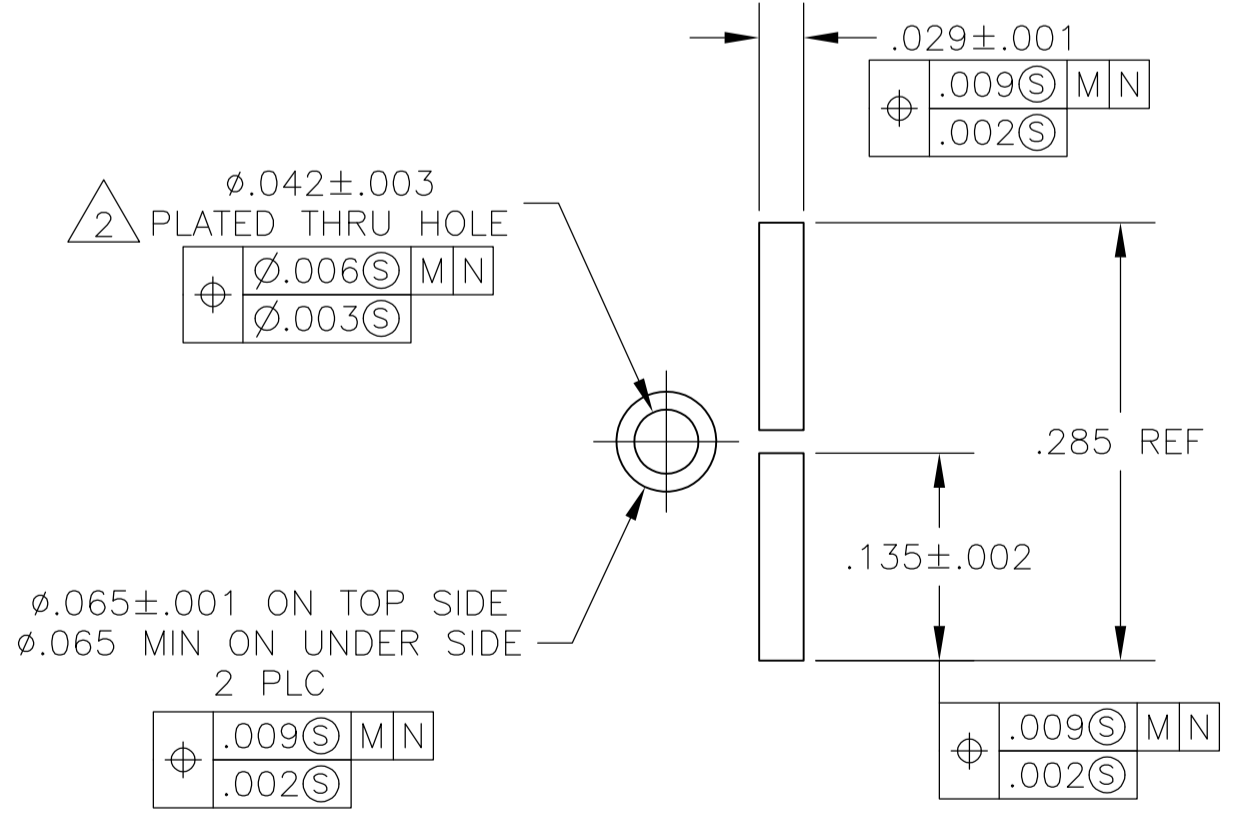 .029±.001
⌖ .009Ⓢ M N
.002Ⓢ
⌀.042±.003
2 PLATED THRU HOLE
⌖ ⌀.006Ⓢ M N
⌀.003Ⓢ
.285 REF
.135±.002
⌀.065±.001 ON TOP SIDE
⌀.065 MIN ON UNDER SIDE
2 PLC
⌖ .009Ⓢ M N
.002Ⓢ
⌖ .009Ⓢ M N
.002Ⓢ